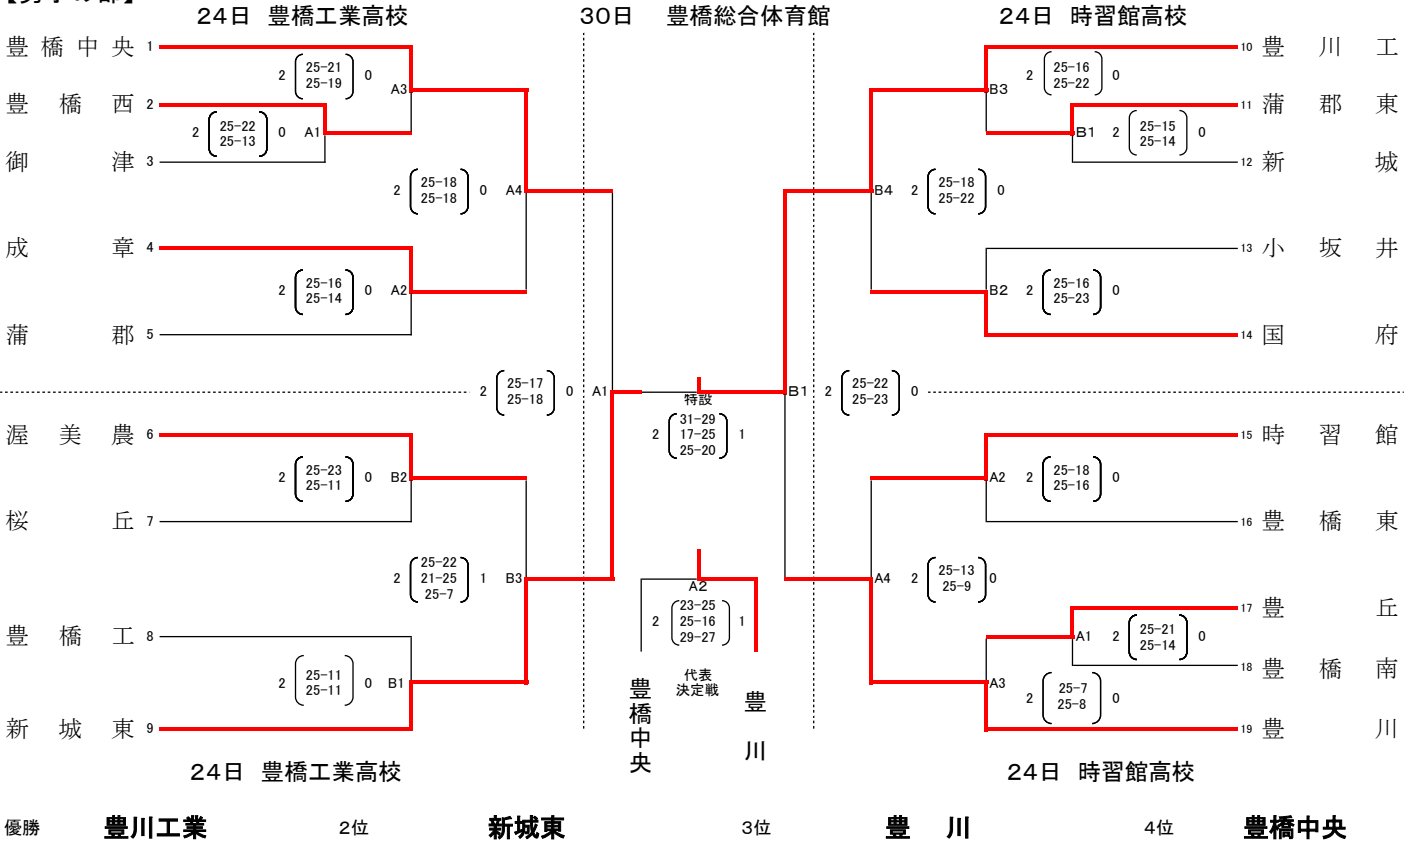 24日 豊橋工業高校
30日 豊橋総合体育館
24日 時習館高校
豊橋中央 1
2 25-21 25-19 0 A3
豊橋西 2
2 25-22 25-13 0 A1
御津 3
2 25-18 25-18 0 A4
成章 4
2 25-16 25-14 0 A2
蒲郡 5
2 25-17 25-18 0 A1
渥美農 6
2 25-23 25-11 0 B2
桜丘 7
2 25-22 21-25 25-7 1 B3
豊橋工 8
2 25-11 25-11 0 B1
新城東 9
24日 豊橋工業高校
特設
2 31-29 17-25 25-20 1
A2
2 23-25 25-16 29-27 1
代表
決定戦
豊橋中央
豊川
10 豊川工
B3 2 25-16 25-22 0
11 蒲郡東
B1 2 25-15 25-14 0
12 新城
B4 2 25-18 25-22 0
13 小坂井
B2 2 25-16 25-23 0
14 国府
B1 2 25-22 25-23 0
15 時習館
A2 2 25-18 25-16 0
16 豊橋東
A4 2 25-13 25-9 0
17 豊丘
A1 2 25-21 25-14 0
18 豊橋南
A3 2 25-7 25-8 0
19 豊川
24日 時習館高校
優勝 豊川工業 2位 新城東 3位 豊川 4位 豊橋中央